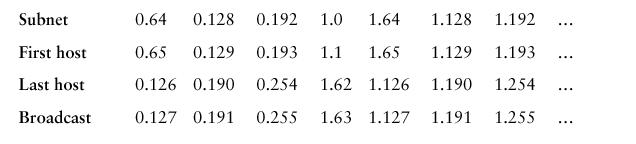 Subnet 0.64 0.128 0.192 1.0 1.64 1.128 1.192 ...
First host 0.65 0.129 0.193 1.1 1.65 1.129 1.193 ...
Last host 0.126 0.190 0.254 1.62 1.126 1.190 1.254 ...
Broadcast 0.127 0.191 0.255 1.63 1.127 1.191 1.255 ...